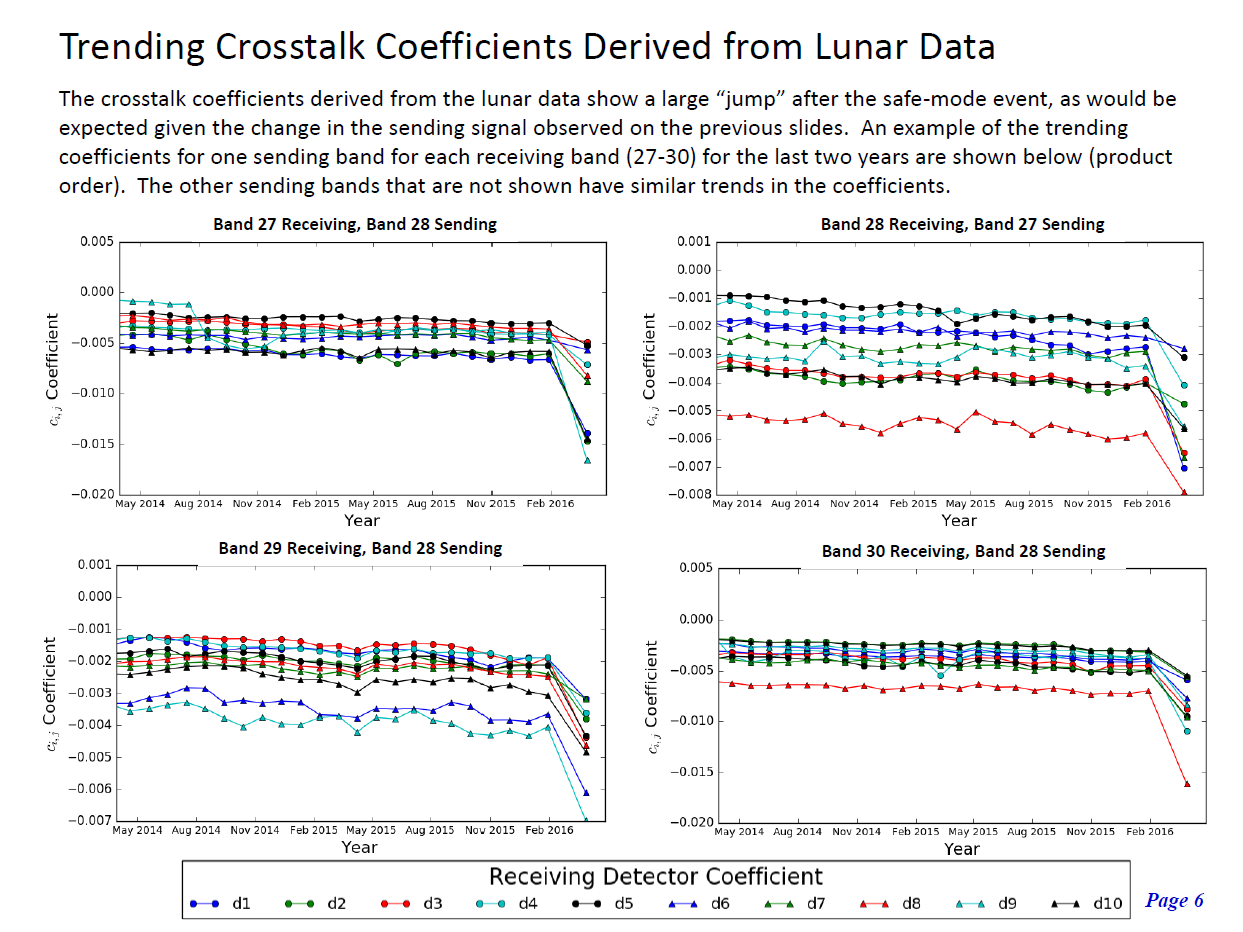 Trending Crosstalk Coefficients Derived from Lunar Data
The crosstalk coefficients derived from the lunar data show a large “jump” after the safe-mode event, as would be
expected given the change in the sending signal observed on the previous slides.  An example of the trending
coefficients for one sending band for each receiving band (27-30) for the last two years are shown below (product
order).  The other sending bands that are not shown have similar trends in the coefficients.
Band 27 Receiving, Band 28 Sending
0.005
0.000
−0.005
−0.010
−0.015
−0.020
c_{i,j} Coefficient
May 2014 Aug 2014 Nov 2014 Feb 2015 May 2015 Aug 2015 Nov 2015 Feb 2016
Year
Band 28 Receiving, Band 27 Sending
0.001
0.000
−0.001
−0.002
−0.003
−0.004
−0.005
−0.006
−0.007
−0.008
c_{i,j} Coefficient
May 2014 Aug 2014 Nov 2014 Feb 2015 May 2015 Aug 2015 Nov 2015 Feb 2016
Year
Band 29 Receiving, Band 28 Sending
0.001
0.000
−0.001
−0.002
−0.003
−0.004
−0.005
−0.006
−0.007
c_{i,j} Coefficient
May 2014 Aug 2014 Nov 2014 Feb 2015 May 2015 Aug 2015 Nov 2015 Feb 2016
Year
Band 30 Receiving, Band 28 Sending
0.005
0.000
−0.005
−0.010
−0.015
−0.020
c_{i,j} Coefficient
May 2014 Aug 2014 Nov 2014 Feb 2015 May 2015 Aug 2015 Nov 2015 Feb 2016
Year
Receiving Detector Coefficient
d1 d2 d3 d4 d5 d6 d7 d8 d9 d10
Page 6